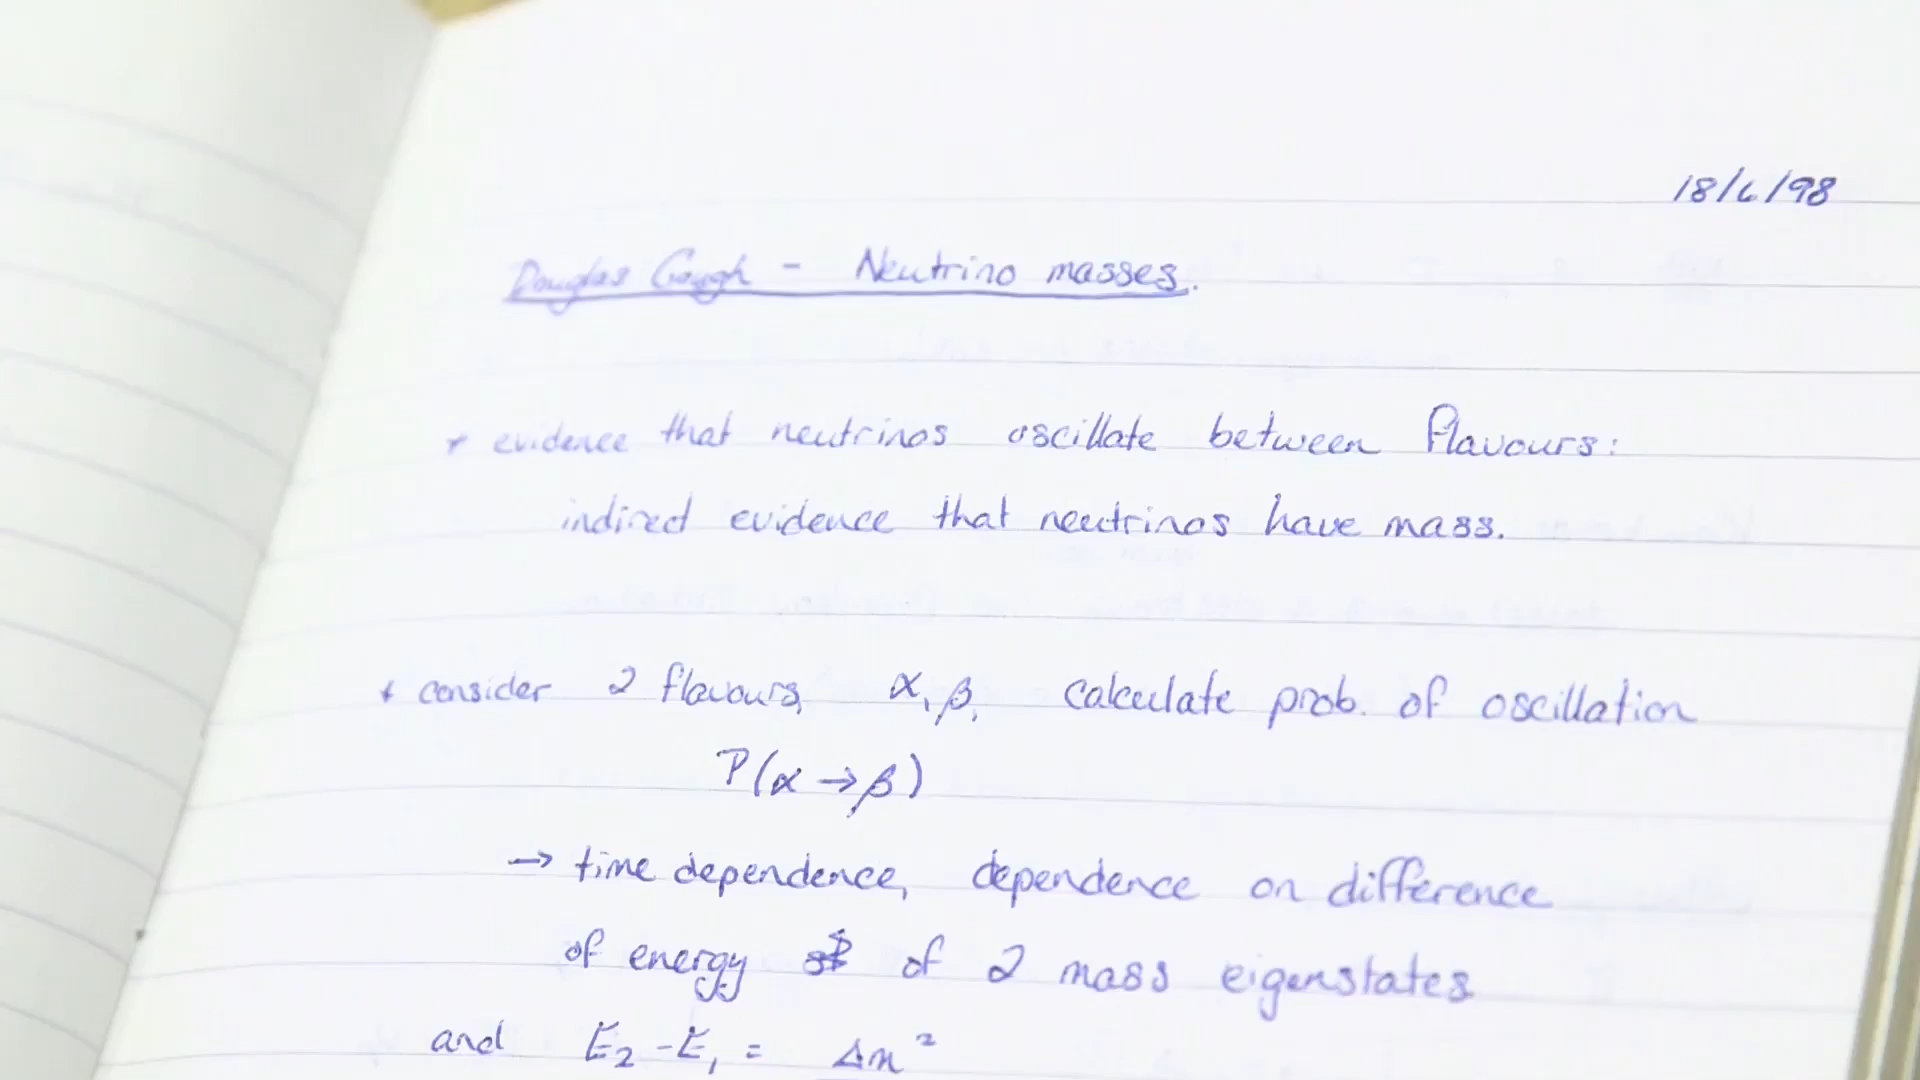 18/6/98
Douglas Gough - Neutrino masses.
* evidence that neutrinos oscillate between flavours:
indirect evidence that neutrinos have mass.
* consider 2 flavours, α, β, calculate prob. of oscillation
P(α → β)
→ time dependence, dependence on difference
of energy of 2 mass eigenstates
and E₂ - E₁ = Δm²